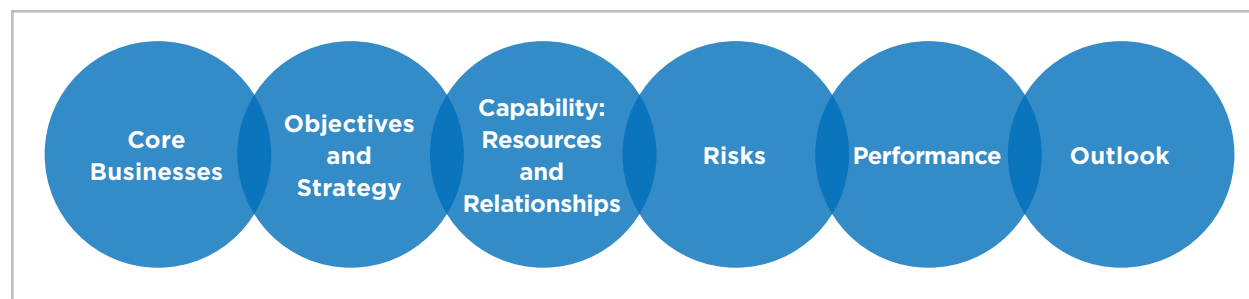 Core
Businesses
Objectives
and
Strategy
Capability:
Resources
and
Relationships
Risks
Performance
Outlook